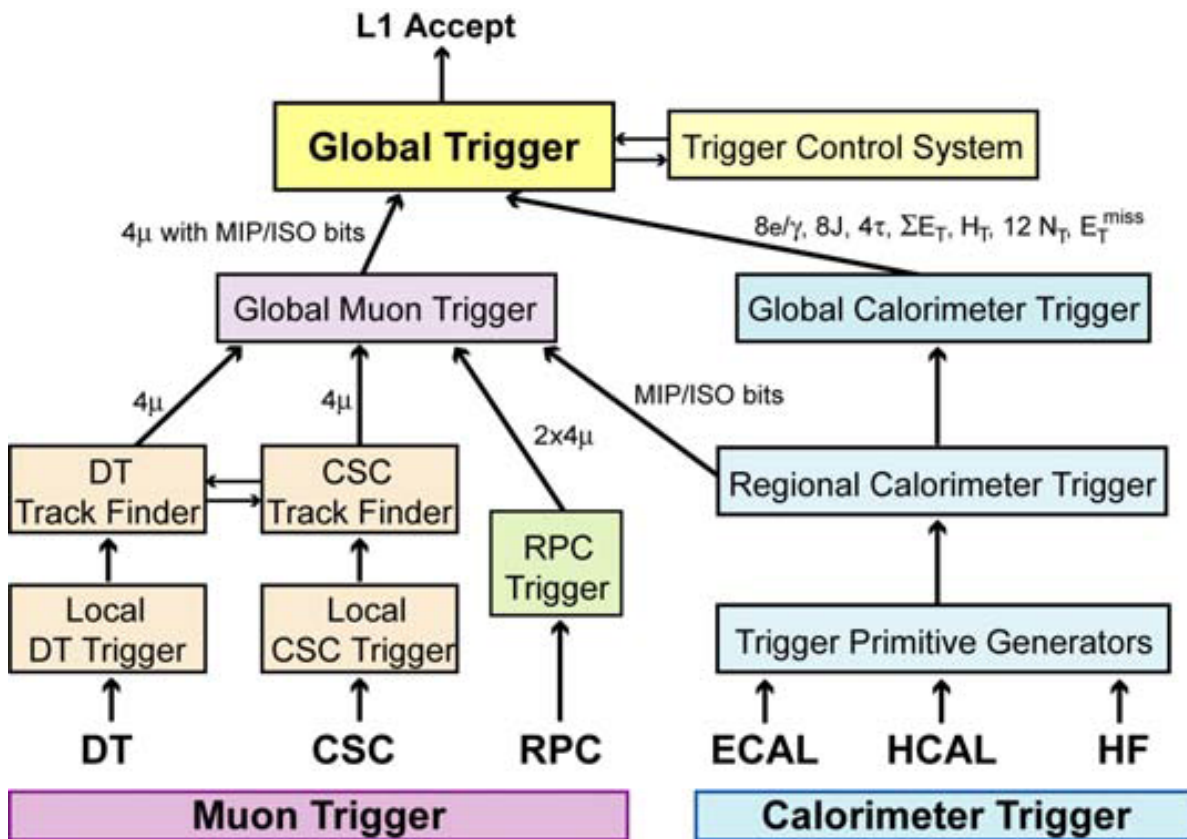 L1 Accept
Global Trigger
Trigger Control System
4μ with MIP/ISO bits
8e/γ, 8J, 4τ, ΣE_T, H_T, 12 N_T, E_T^miss
Global Muon Trigger
Global Calorimeter Trigger
4μ
4μ
2x4μ
MIP/ISO bits
DT
Track Finder
CSC
Track Finder
Regional Calorimeter Trigger
RPC
Trigger
Local
DT Trigger
Local
CSC Trigger
Trigger Primitive Generators
DT
CSC
RPC
ECAL
HCAL
HF
Muon Trigger
Calorimeter Trigger